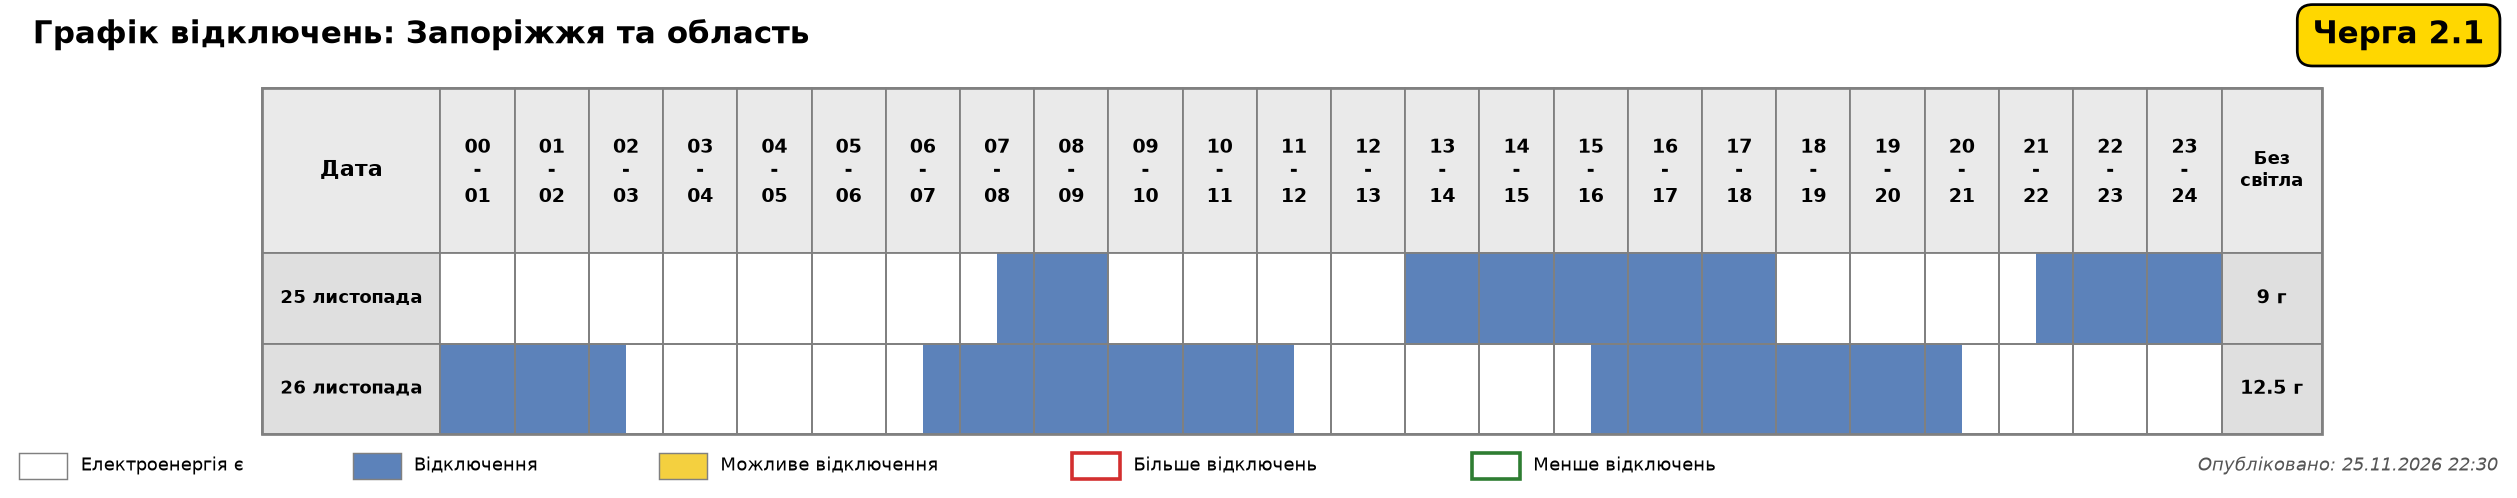 Графік відключень: Запоріжжя та область
Черга 2.1
Дата
00 - 01
01 - 02
02 - 03
03 - 04
04 - 05
05 - 06
06 - 07
07 - 08
08 - 09
09 - 10
10 - 11
11 - 12
12 - 13
13 - 14
14 - 15
15 - 16
16 - 17
17 - 18
18 - 19
19 - 20
20 - 21
21 - 22
22 - 23
23 - 24
Без
світла
25 листопада
9 г
26 листопада
12.5 г
Електроенергія є
Відключення
Можливе відключення
Більше відключень
Менше відключень
Опубліковано: 25.11.2026 22:30